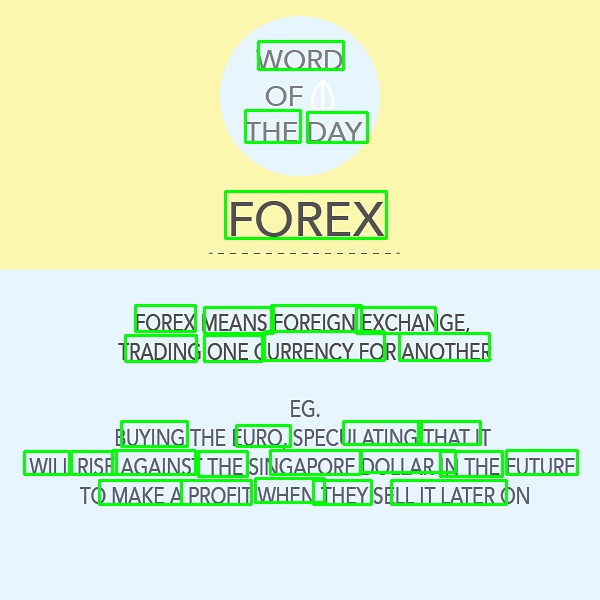 WORD
OF
THE DAY
FOREX
FOREX MEANS FOREIGN EXCHANGE,
TRADING ONE CURRENCY FOR ANOTHER
EG.
BUYING THE EURO, SPECULATING THAT IT
WILL RISE AGAINST THE SINGAPORE DOLLAR IN THE FUTURE
TO MAKE A PROFIT WHEN THEY SELL IT LATER ON